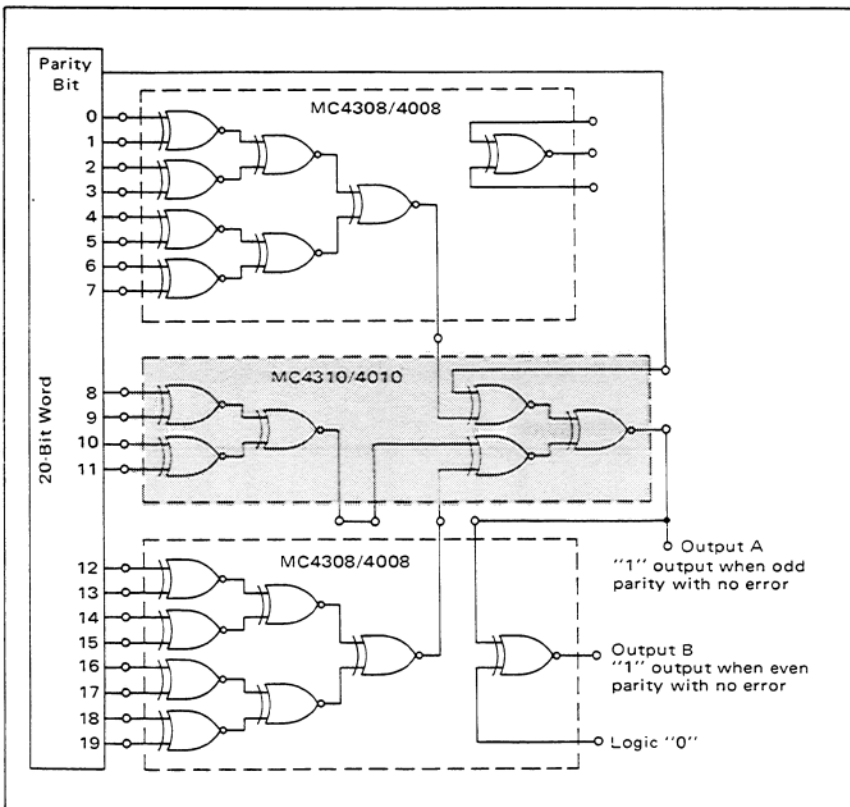 Parity
Bit
MC4308/4008
0
1
2
3
4
5
6
7
MC4310/4010
8
9
10
11
20-Bit Word
MC4308/4008
12
13
14
15
16
17
18
19
Output A
"1" output when odd
parity with no error
Output B
"1" output when even
parity with no error
Logic "0"